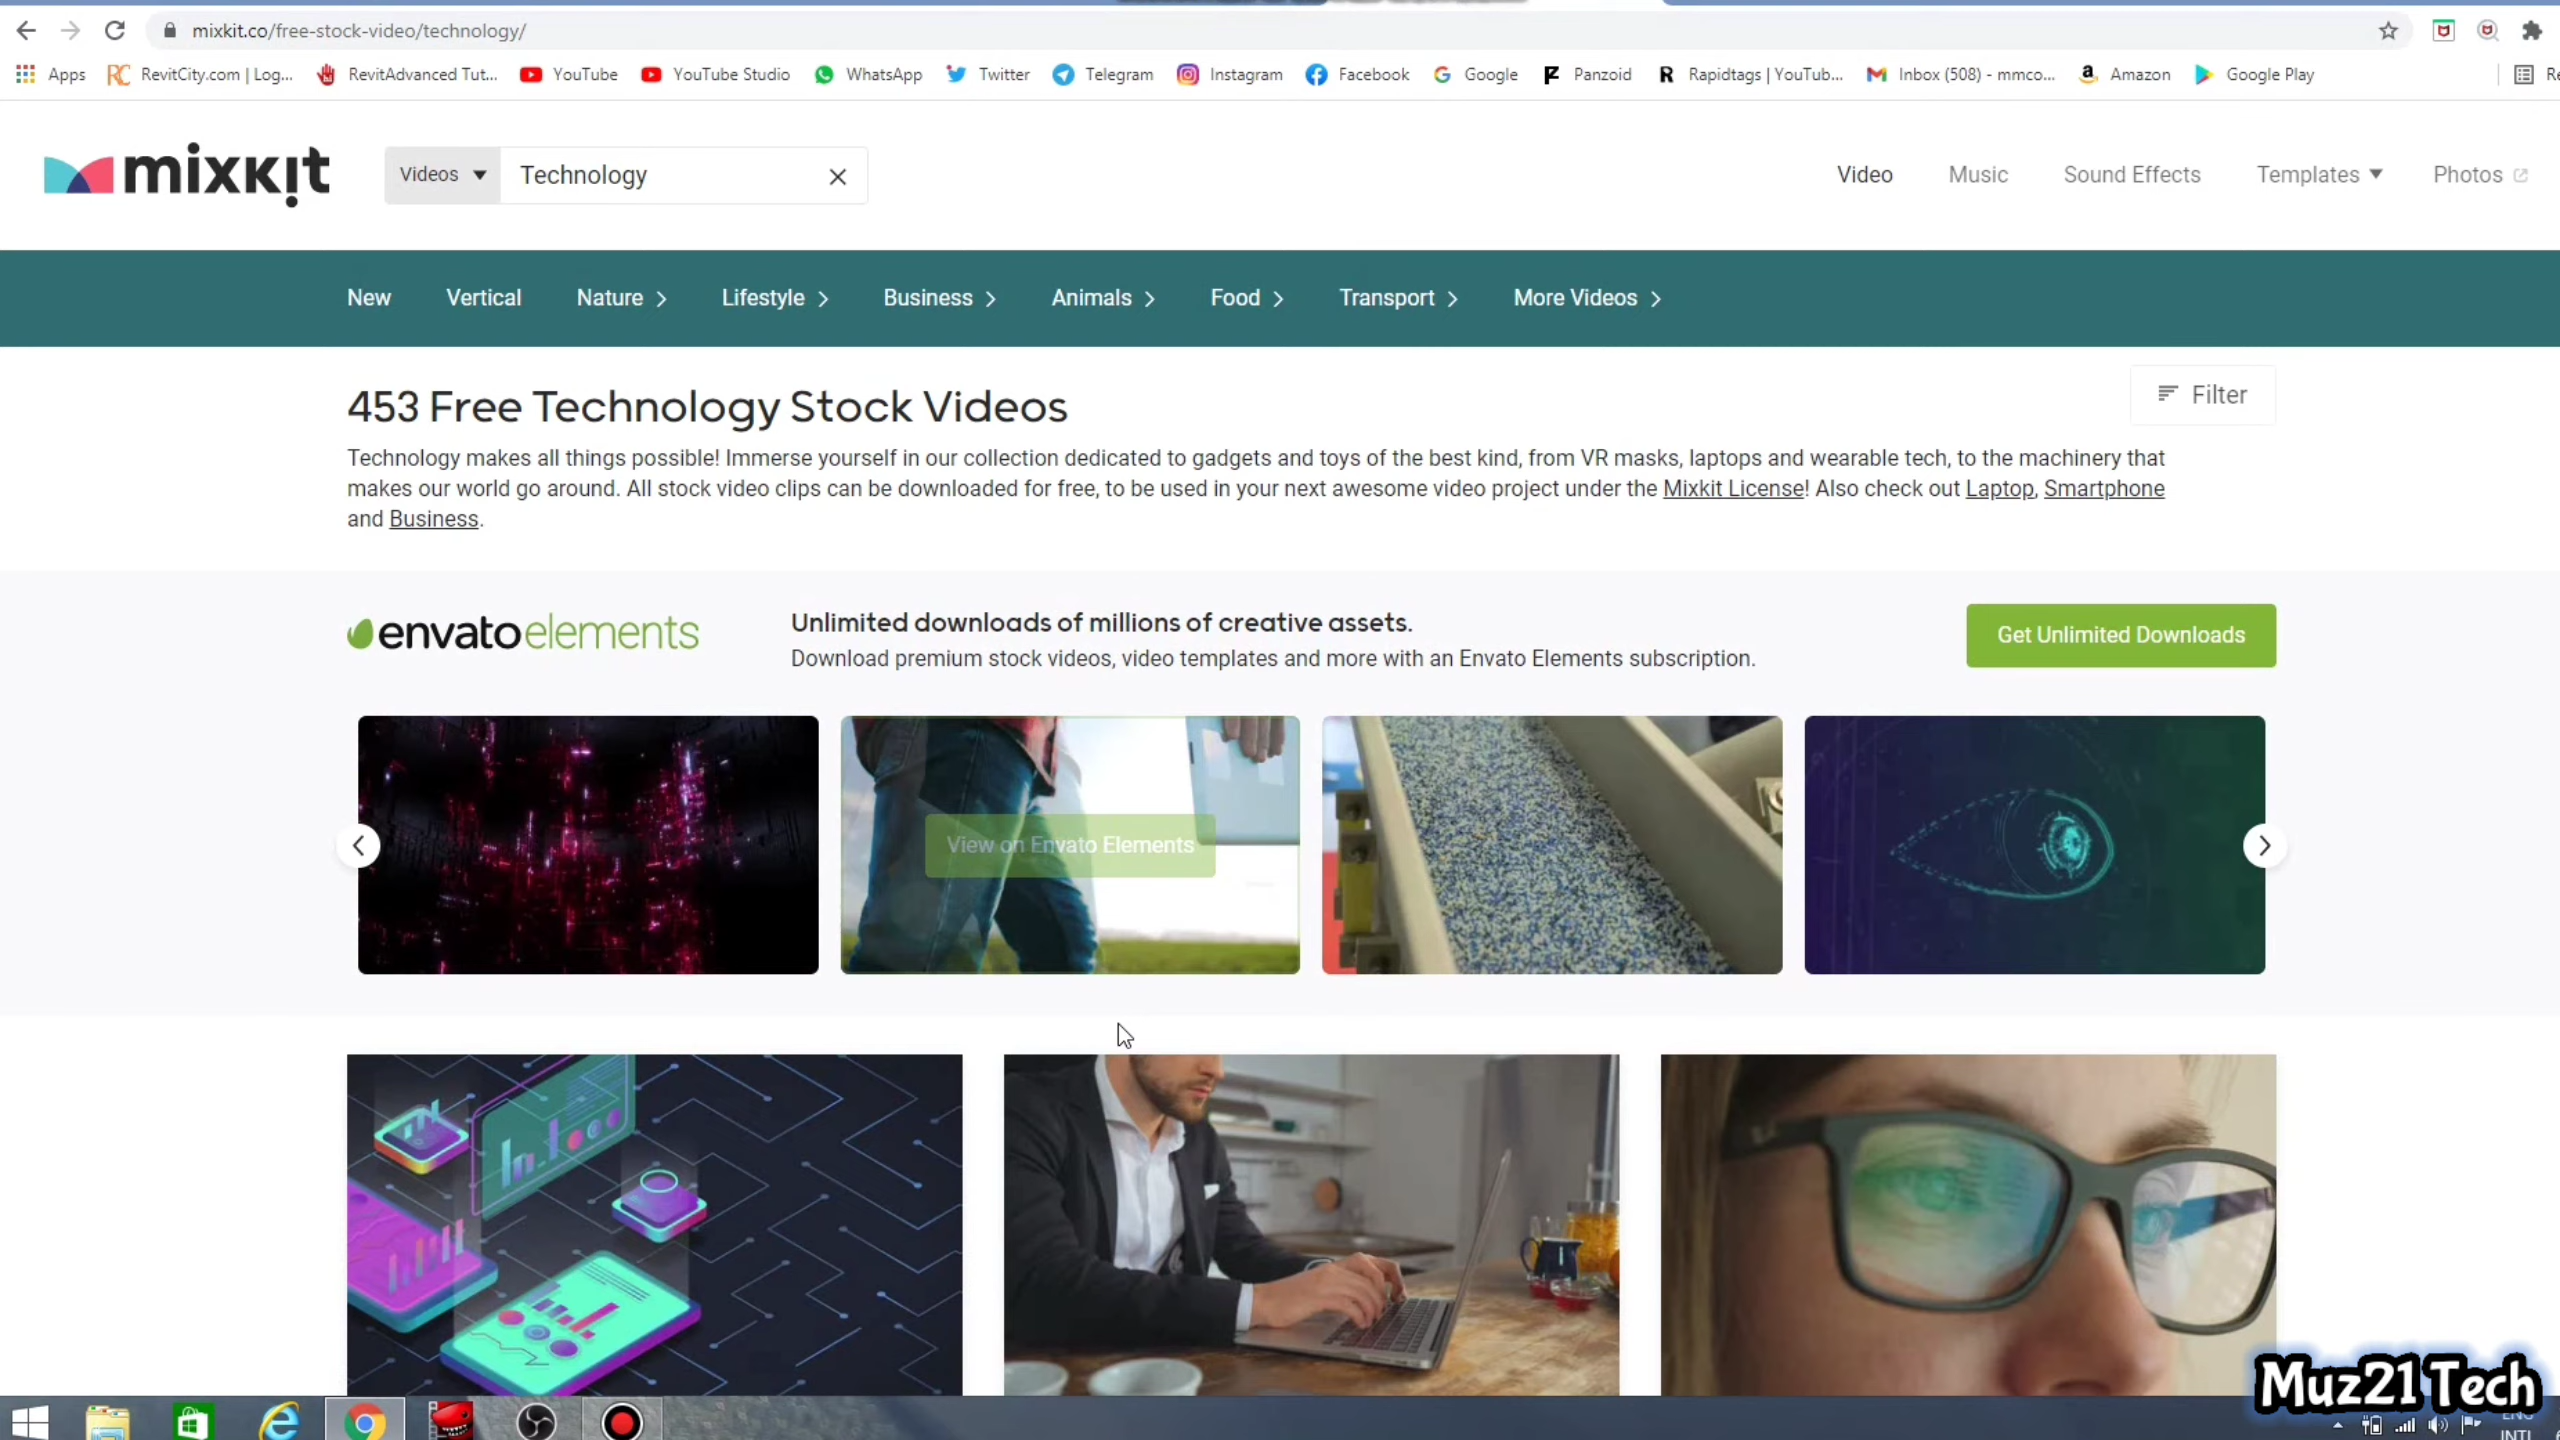 mixkit.co/free-stock-video/technology/
Apps RevitCity.com | Log... RevitAdvanced Tut... YouTube YouTube Studio WhatsApp Twitter Telegram Instagram Facebook Google Panzoid Rapidtags | YouTub... Inbox (508) - mmco... Amazon Google Play
mixkit Videos Technology Video Music Sound Effects Templates Photos
New Vertical Nature Lifestyle Business Animals Food Transport More Videos
453 Free Technology Stock Videos Filter
Technology makes all things possible! Immerse yourself in our collection dedicated to gadgets and toys of the best kind, from VR masks, laptops and wearable tech, to the machinery that
makes our world go around. All stock video clips can be downloaded for free, to be used in your next awesome video project under the Mixkit License! Also check out Laptop, Smartphone
and Business.
envato elements
Unlimited downloads of millions of creative assets.
Download premium stock videos, video templates and more with an Envato Elements subscription.
Get Unlimited Downloads
View on Envato Elements
Muz21 Tech